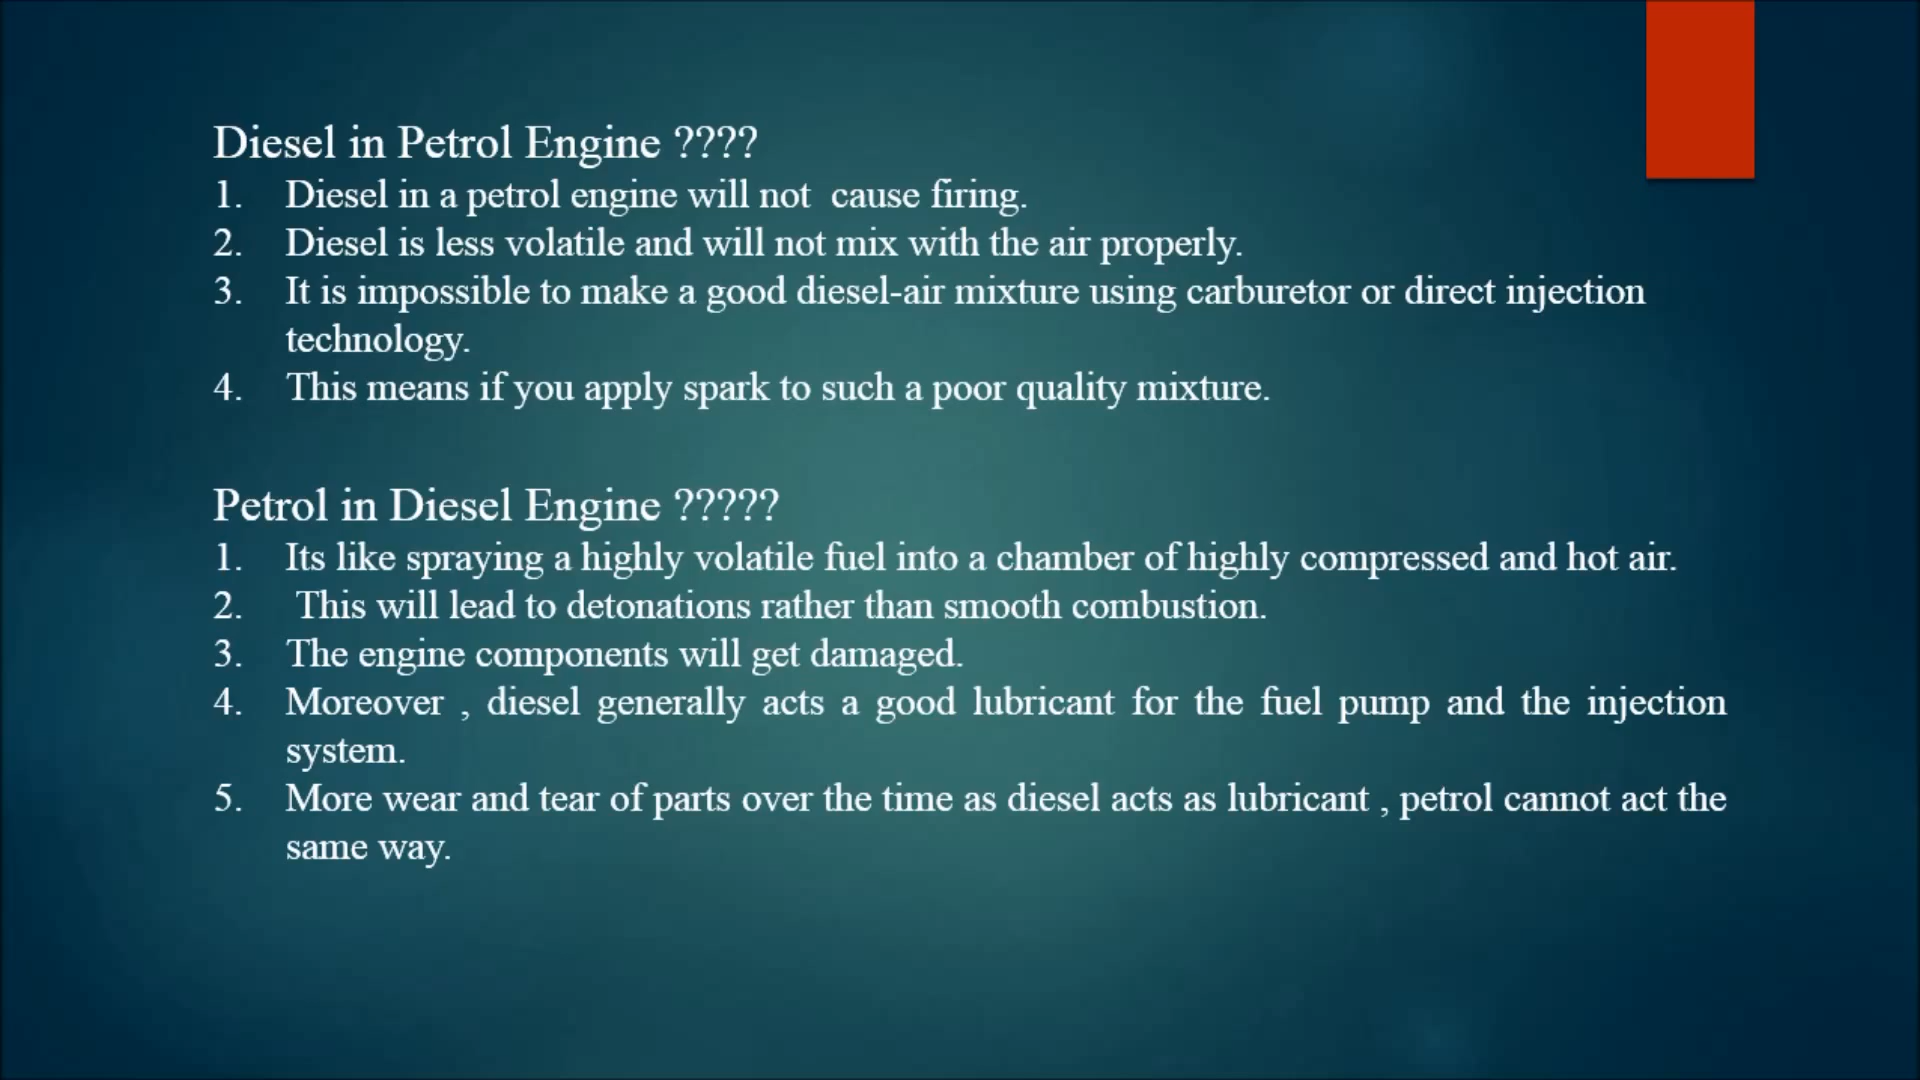 Diesel in Petrol Engine ????
1. Diesel in a petrol engine will not cause firing.
2. Diesel is less volatile and will not mix with the air properly.
3. It is impossible to make a good diesel-air mixture using carburetor or direct injection
technology.
4. This means if you apply spark to such a poor quality mixture.
Petrol in Diesel Engine ?????
1. Its like spraying a highly volatile fuel into a chamber of highly compressed and hot air.
2. This will lead to detonations rather than smooth combustion.
3. The engine components will get damaged.
4. Moreover , diesel generally acts a good lubricant for the fuel pump and the injection
system.
5. More wear and tear of parts over the time as diesel acts as lubricant , petrol cannot act the
same way.